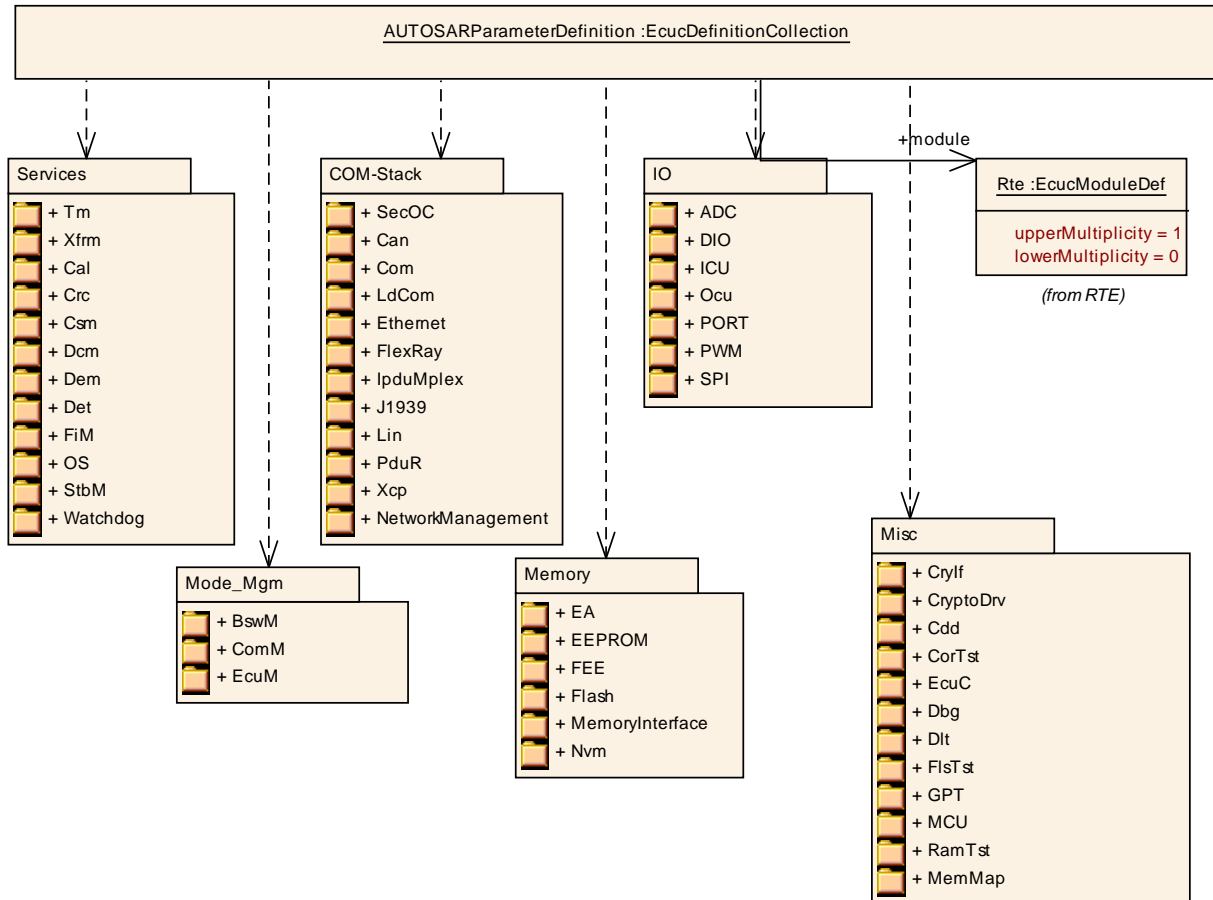 AUTOSARParameterDefinition :EcucDefinitionCollection
+module
Services
+ Tm
+ Xfrm
+ Cal
+ Crc
+ Csm
+ Dcm
+ Dem
+ Det
+ FiM
+ OS
+ StbM
+ Watchdog
COM-Stack
+ SecOC
+ Can
+ Com
+ LdCom
+ Ethernet
+ FlexRay
+ IpduMplex
+ J1939
+ Lin
+ PduR
+ Xcp
+ NetworkManagement
IO
+ ADC
+ DIO
+ ICU
+ Ocu
+ PORT
+ PWM
+ SPI
Rte :EcucModuleDef
upperMultiplicity = 1
lowerMultiplicity = 0
(from RTE)
Mode_Mgm
+ BswM
+ ComM
+ EcuM
Memory
+ EA
+ EEPROM
+ FEE
+ Flash
+ MemoryInterface
+ Nvm
Misc
+ CryIf
+ CryptoDrv
+ Cdd
+ CorTst
+ EcuC
+ Dbg
+ Dlt
+ FlsTst
+ GPT
+ MCU
+ RamTst
+ MemMap